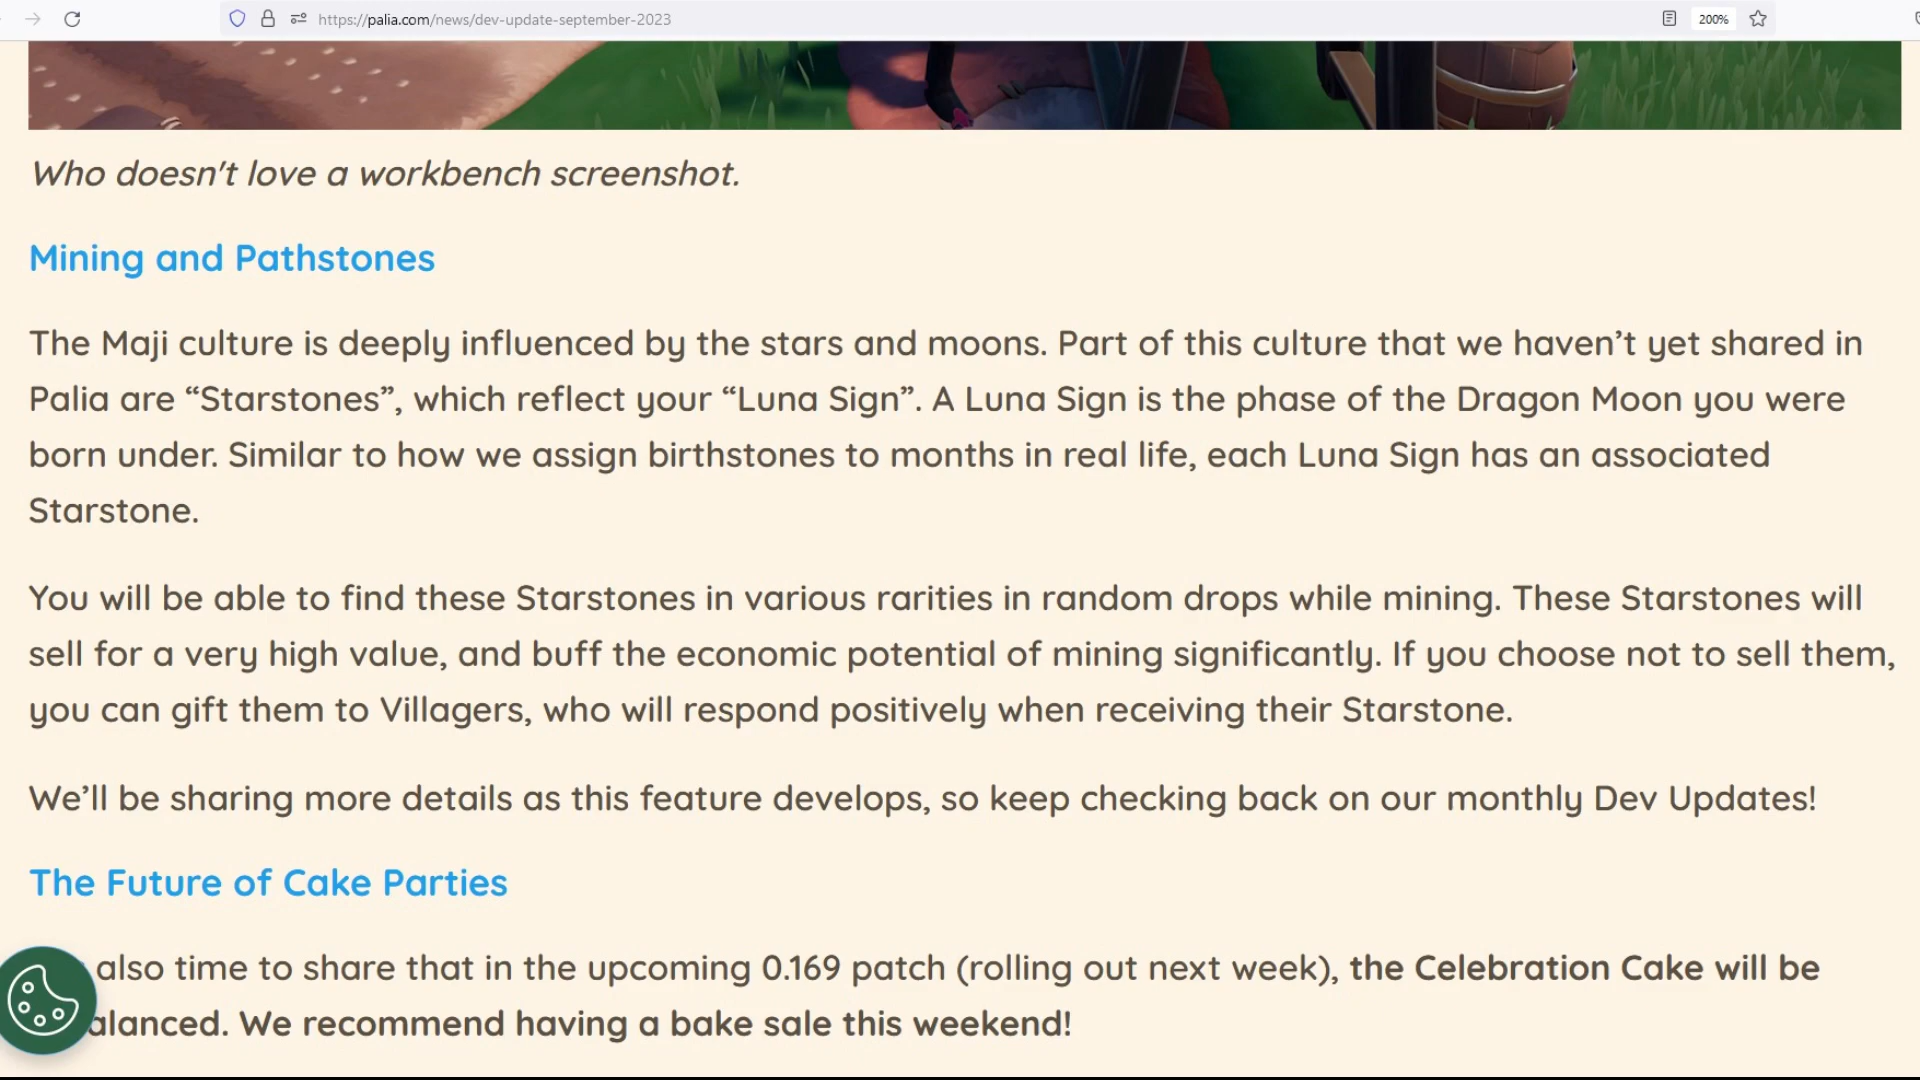 https://palia.com/news/dev-update-september-2023
200%
Who doesn't love a workbench screenshot.
Mining and Pathstones
The Maji culture is deeply influenced by the stars and moons. Part of this culture that we haven’t yet shared in
Palia are “Starstones”, which reflect your “Luna Sign”. A Luna Sign is the phase of the Dragon Moon you were
born under. Similar to how we assign birthstones to months in real life, each Luna Sign has an associated
Starstone.
You will be able to find these Starstones in various rarities in random drops while mining. These Starstones will
sell for a very high value, and buff the economic potential of mining significantly. If you choose not to sell them,
you can gift them to Villagers, who will respond positively when receiving their Starstone.
We’ll be sharing more details as this feature develops, so keep checking back on our monthly Dev Updates!
The Future of Cake Parties
also time to share that in the upcoming 0.169 patch (rolling out next week), the Celebration Cake will be
alanced. We recommend having a bake sale this weekend!